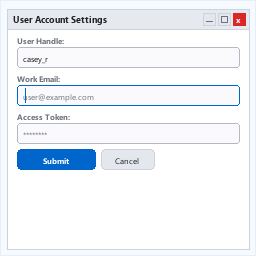 User Account Settings
User Handle:
casey_r
Work Email:
user@example.com
Access Token:
********
Submit Cancel